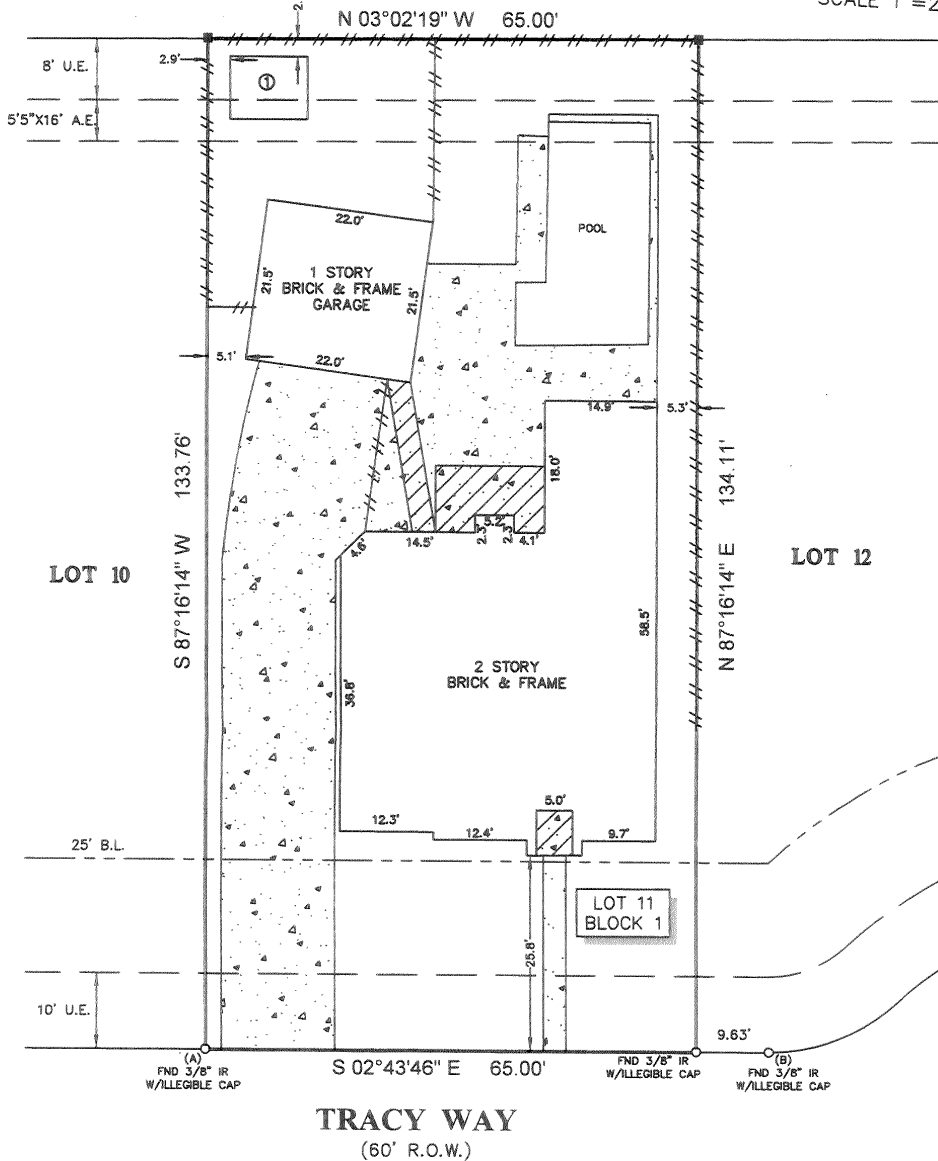 SCALE 1"=2
2.
N 03°02'19" W 65.00'
8' U.E.
2.9'
1
5'5"X16' A.E.
22.0'
POOL
1 STORY
BRICK & FRAME
GARAGE
21.5'
21.5'
5.1'
22.0'
14.9'
5.3'
S 87°16'14" W 133.76'
N 87°16'14" E 134.11'
18.0'
5.2'
2.3'
2.3'
4.1'
4.6'
14.5'
LOT 10
LOT 12
58.5'
2 STORY
BRICK & FRAME
36.8'
5.0'
12.3'
12.4'
9.7'
25' B.L.
LOT 11
BLOCK 1
25.8'
10' U.E.
9.63'
(A)
FND 3/8" IR
W/ILLEGIBLE CAP
S 02°43'46" E 65.00'
FND 3/8" IR
W/ILLEGIBLE CAP
(B)
FND 3/8" IR
W/ILLEGIBLE CAP
TRACY WAY
(60' R.O.W.)